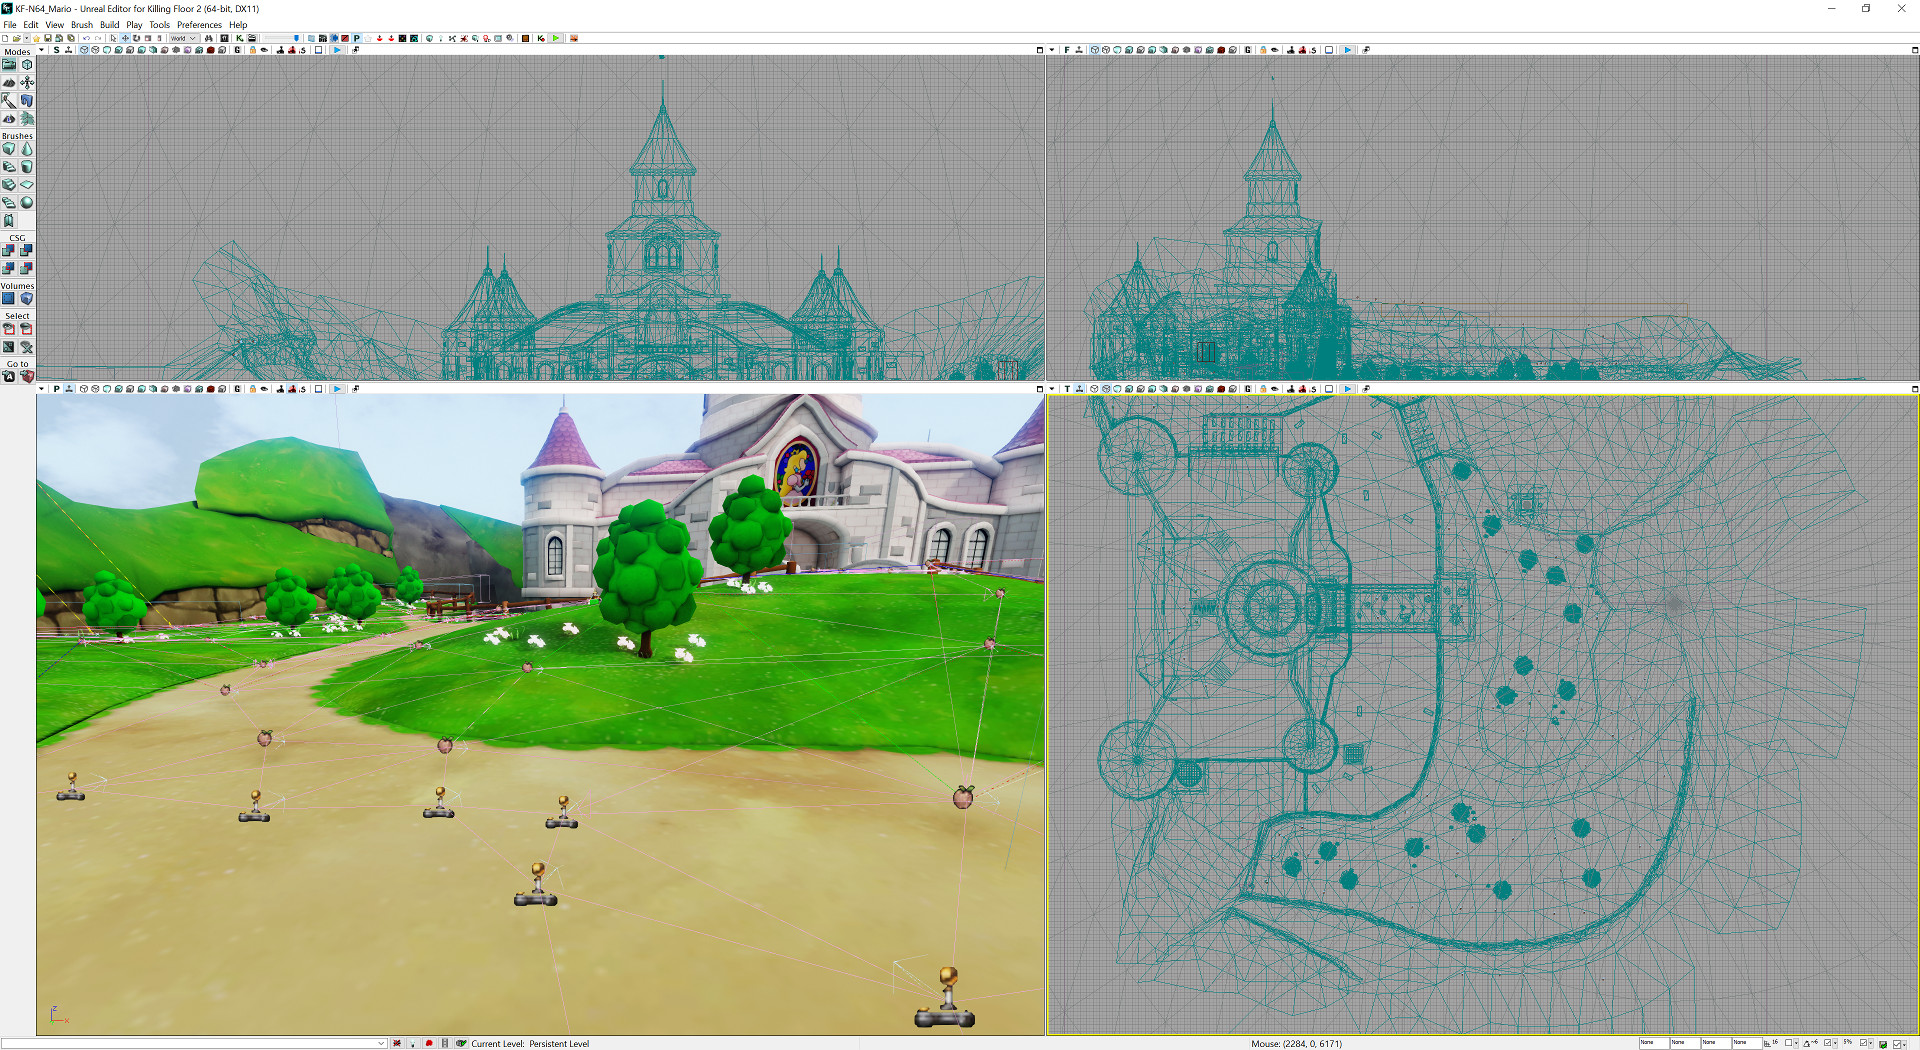 KF-N64_Mario - Unreal Editor for Killing Floor 2 (64-bit, DX11)
File Edit View Brush Build Play Tools Preferences Help
World
Modes
S
F
Brushes
CSG
Volumes
Select
Go to
P
T
Z
X
Current Level: Persistent Level
Mouse: (2284, 0, 6171)
None None None None 16 5%